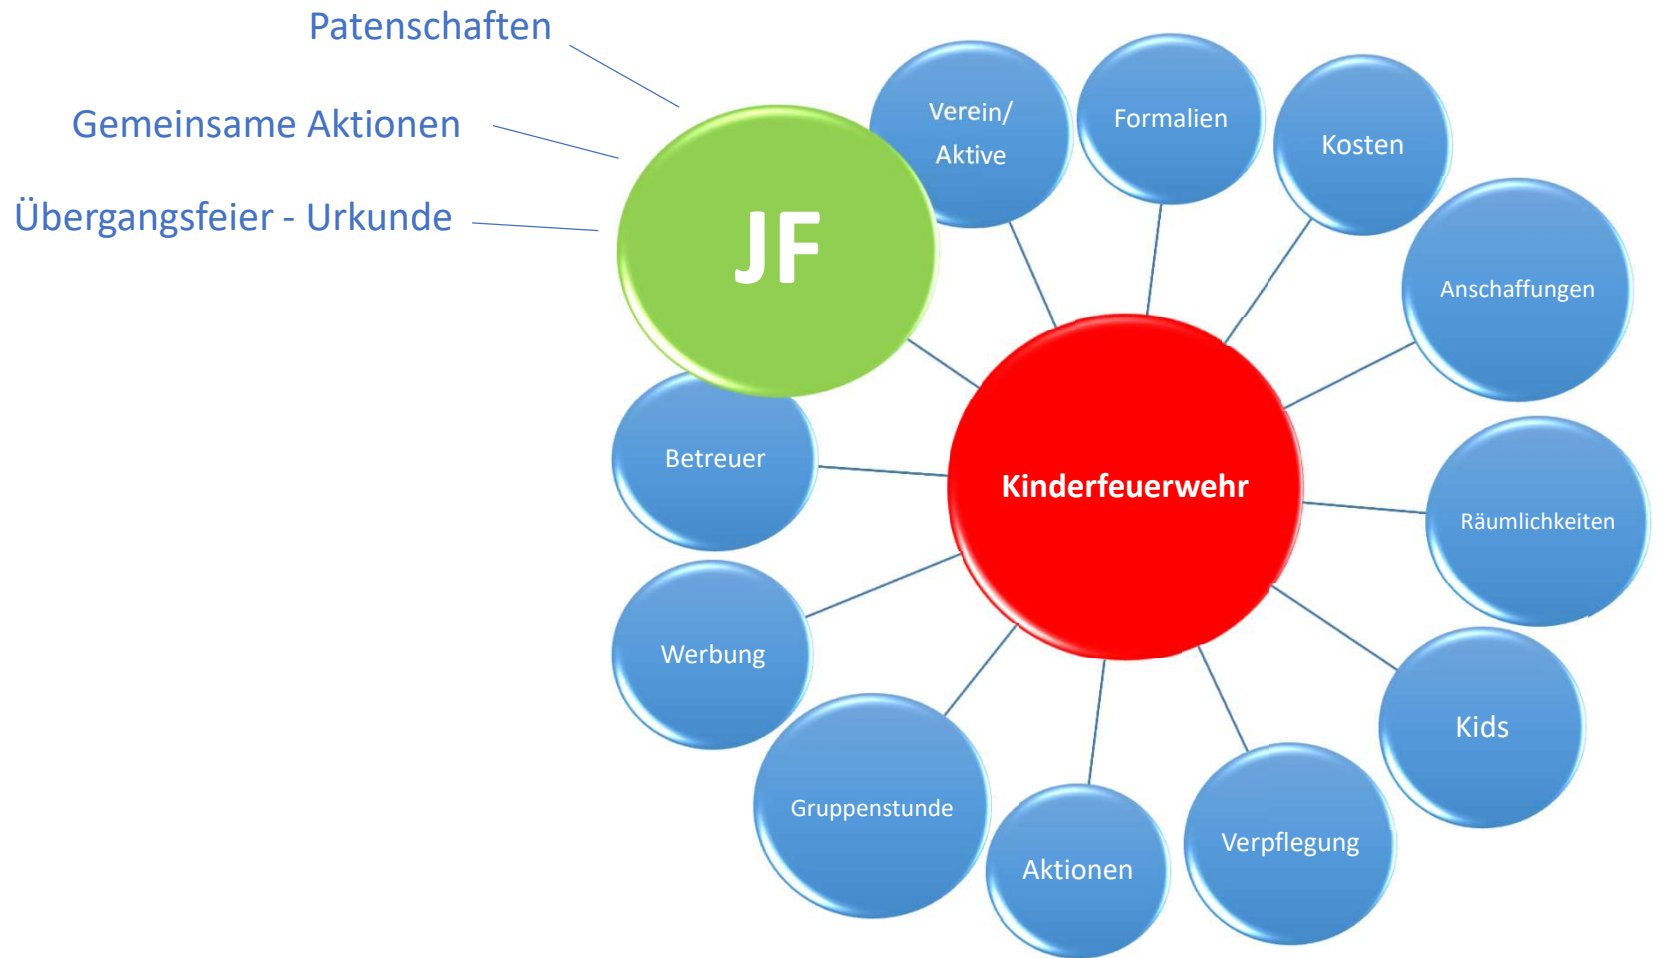 Patenschaften
Gemeinsame Aktionen
Übergangsfeier - Urkunde
JF
Verein/
Aktive
Formalien
Kosten
Anschaffungen
Räumlichkeiten
Kids
Verpflegung
Aktionen
Gruppenstunde
Werbung
Betreuer
Kinderfeuerwehr